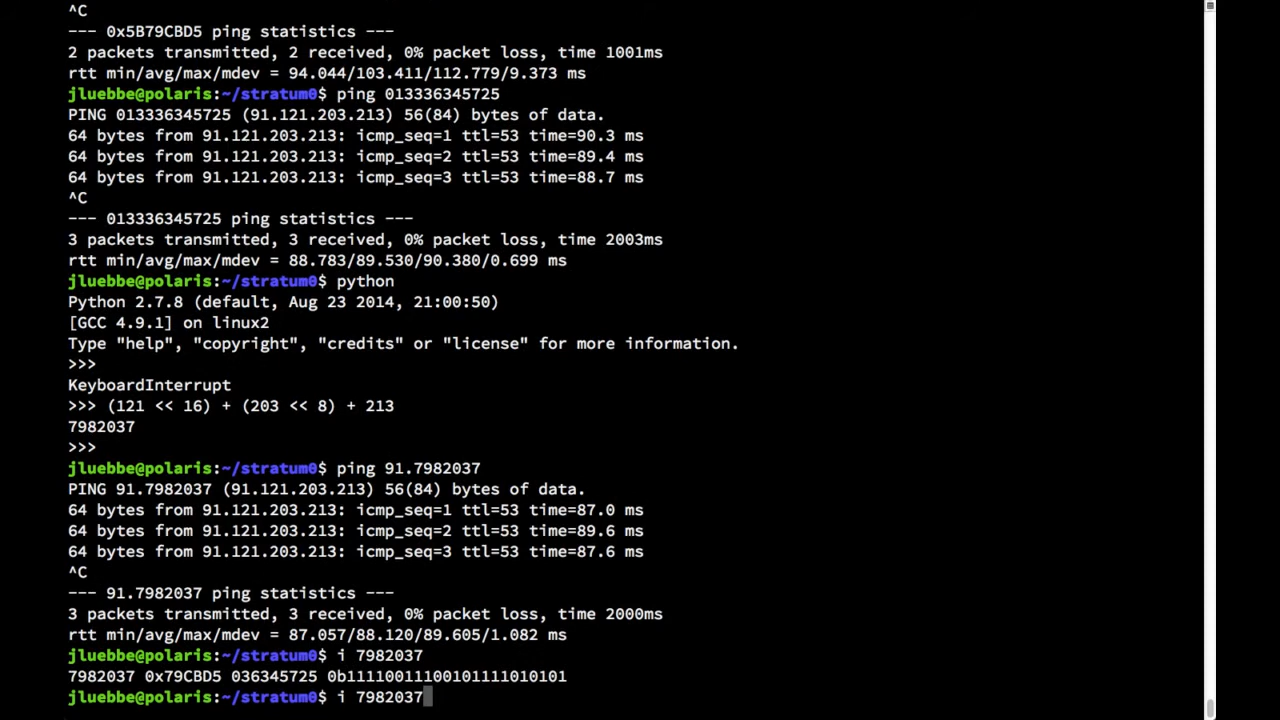 ^C
--- 0x5B79CBD5 ping statistics ---
2 packets transmitted, 2 received, 0% packet loss, time 1001ms
rtt min/avg/max/mdev = 94.044/103.411/112.779/9.373 ms
jluebbe@polaris:~/stratum0$ ping 013336345725
PING 013336345725 (91.121.203.213) 56(84) bytes of data.
64 bytes from 91.121.203.213: icmp_seq=1 ttl=53 time=90.3 ms
64 bytes from 91.121.203.213: icmp_seq=2 ttl=53 time=89.4 ms
64 bytes from 91.121.203.213: icmp_seq=3 ttl=53 time=88.7 ms
^C
--- 013336345725 ping statistics ---
3 packets transmitted, 3 received, 0% packet loss, time 2003ms
rtt min/avg/max/mdev = 88.783/89.530/90.380/0.699 ms
jluebbe@polaris:~/stratum0$ python
Python 2.7.8 (default, Aug 23 2014, 21:00:50)
[GCC 4.9.1] on linux2
Type "help", "copyright", "credits" or "license" for more information.
>>>
KeyboardInterrupt
>>> (121 << 16) + (203 << 8) + 213
7982037
>>>
jluebbe@polaris:~/stratum0$ ping 91.7982037
PING 91.7982037 (91.121.203.213) 56(84) bytes of data.
64 bytes from 91.121.203.213: icmp_seq=1 ttl=53 time=87.0 ms
64 bytes from 91.121.203.213: icmp_seq=2 ttl=53 time=89.6 ms
64 bytes from 91.121.203.213: icmp_seq=3 ttl=53 time=87.6 ms
^C
--- 91.7982037 ping statistics ---
3 packets transmitted, 3 received, 0% packet loss, time 2000ms
rtt min/avg/max/mdev = 87.057/88.120/89.605/1.082 ms
jluebbe@polaris:~/stratum0$ i 7982037
7982037 0x79CBD5 036345725 0b11110011100101111010101
jluebbe@polaris:~/stratum0$ i 7982037